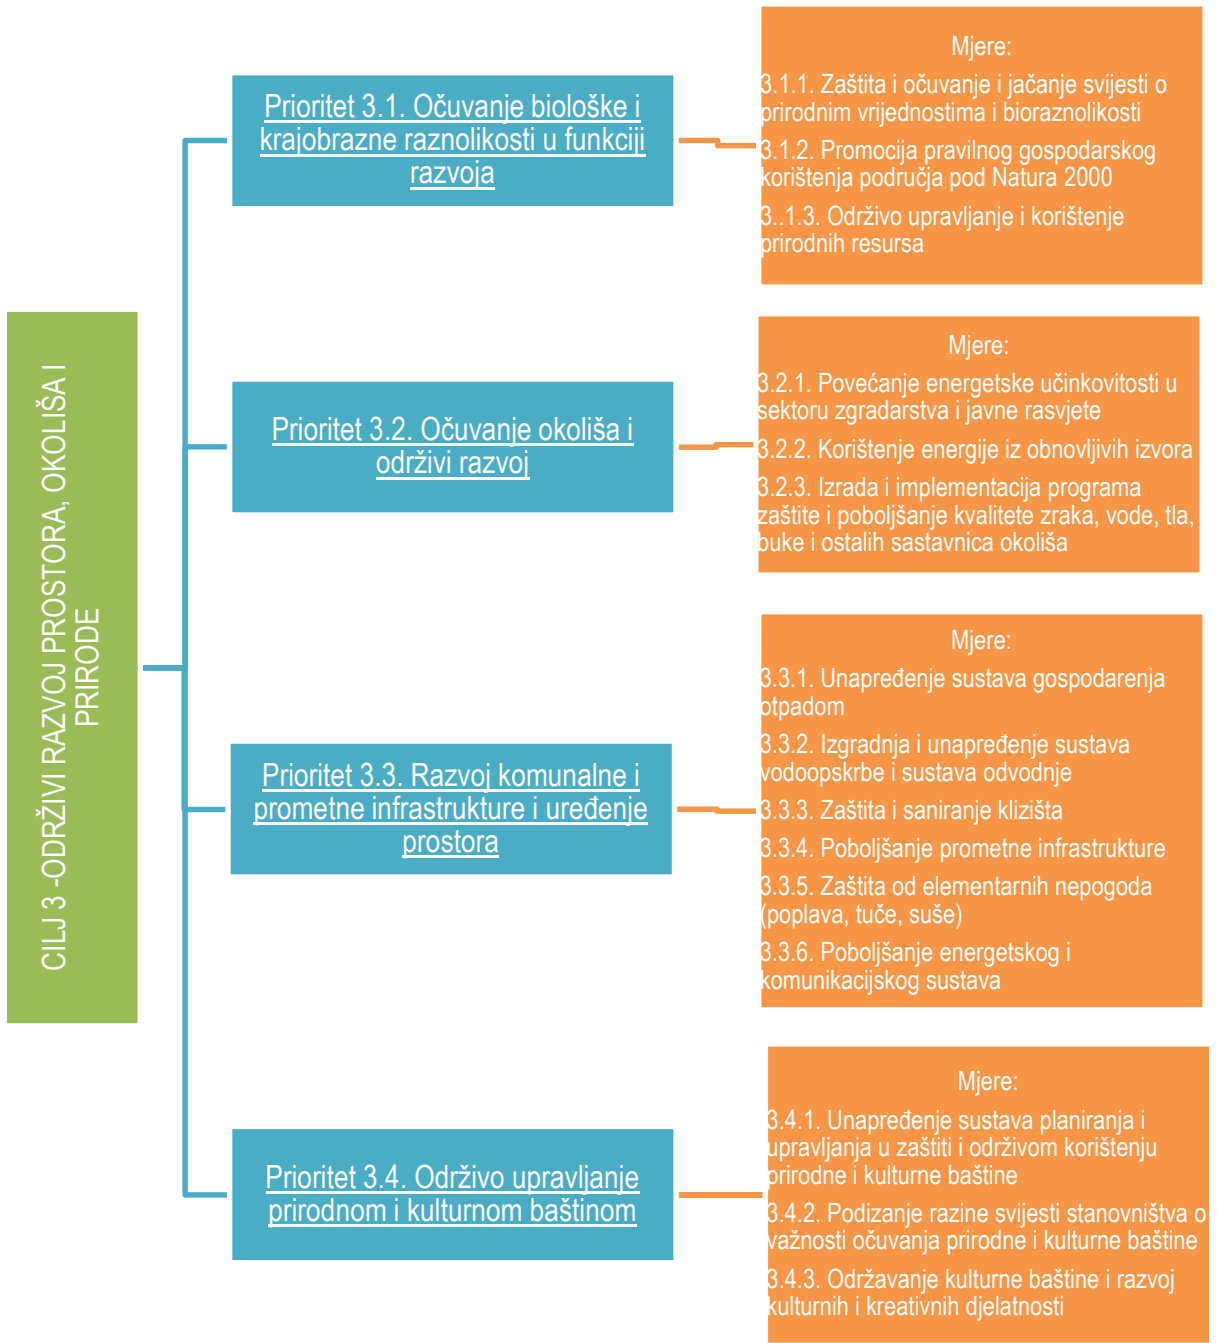 CILJ 3 -ODRŽIVI RAZVOJ PROSTORA, OKOLIŠA I
PRIRODE
Prioritet 3.1. Očuvanje biološke i
krajobrazne raznolikosti u funkciji
razvoja
Mjere:
3.1.1. Zaštita i očuvanje i jačanje svijesti o
prirodnim vrijednostima i bioraznolikosti
3.1.2. Promocija pravilnog gospodarskog
korištenja područja pod Natura 2000
3..1.3. Održivo upravljanje i korištenje
prirodnih resursa
Prioritet 3.2. Očuvanje okoliša i
održivi razvoj
Mjere:
3.2.1. Povećanje energetske učinkovitosti u
sektoru zgradarstva i javne rasvjete
3.2.2. Korištenje energije iz obnovljivih izvora
3.2.3. Izrada i implementacija programa
zaštite i poboljšanje kvalitete zraka, vode, tla,
buke i ostalih sastavnica okoliša
Prioritet 3.3. Razvoj komunalne i
prometne infrastrukture i uređenje
prostora
Mjere:
3.3.1. Unapređenje sustava gospodarenja
otpadom
3.3.2. Izgradnja i unapređenje sustava
vodoopskrbe i sustava odvodnje
3.3.3. Zaštita i saniranje klizišta
3.3.4. Poboljšanje prometne infrastrukture
3.3.5. Zaštita od elementarnih nepogoda
(poplava, tuče, suše)
3.3.6. Poboljšanje energetskog i
komunikacijskog sustava
Prioritet 3.4. Održivo upravljanje
prirodnom i kulturnom baštinom
Mjere:
3.4.1. Unapređenje sustava planiranja i
upravljanja u zaštiti i održivom korištenju
prirodne i kulturne baštine
3.4.2. Podizanje razine svijesti stanovništva o
važnosti očuvanja prirodne i kulturne baštine
3.4.3. Održavanje kulturne baštine i razvoj
kulturnih i kreativnih djelatnosti